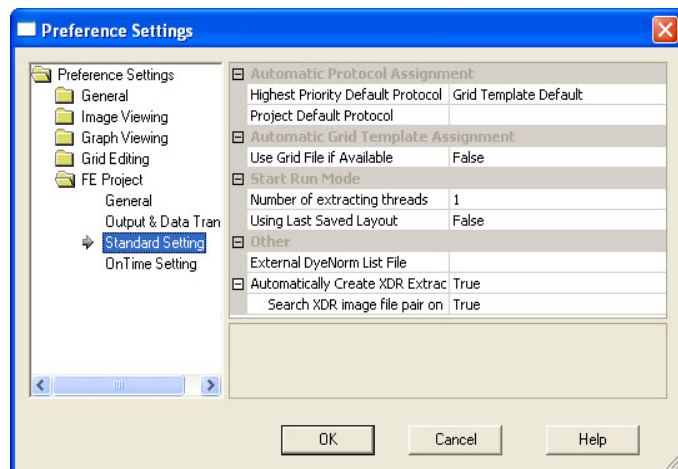 Preference Settings
Preference Settings
General
Image Viewing
Graph Viewing
Grid Editing
FE Project
General
Output & Data Tran
Standard Setting
OnTime Setting
Automatic Protocol Assignment
Highest Priority Default Protocol Grid Template Default
Project Default Protocol
Automatic Grid Template Assignment
Use Grid File if Available False
Start Run Mode
Number of extracting threads 1
Using Last Saved Layout False
Other
External DyeNorm List File
Automatically Create XDR Extrac True
Search XDR image file pair on True
OK Cancel Help